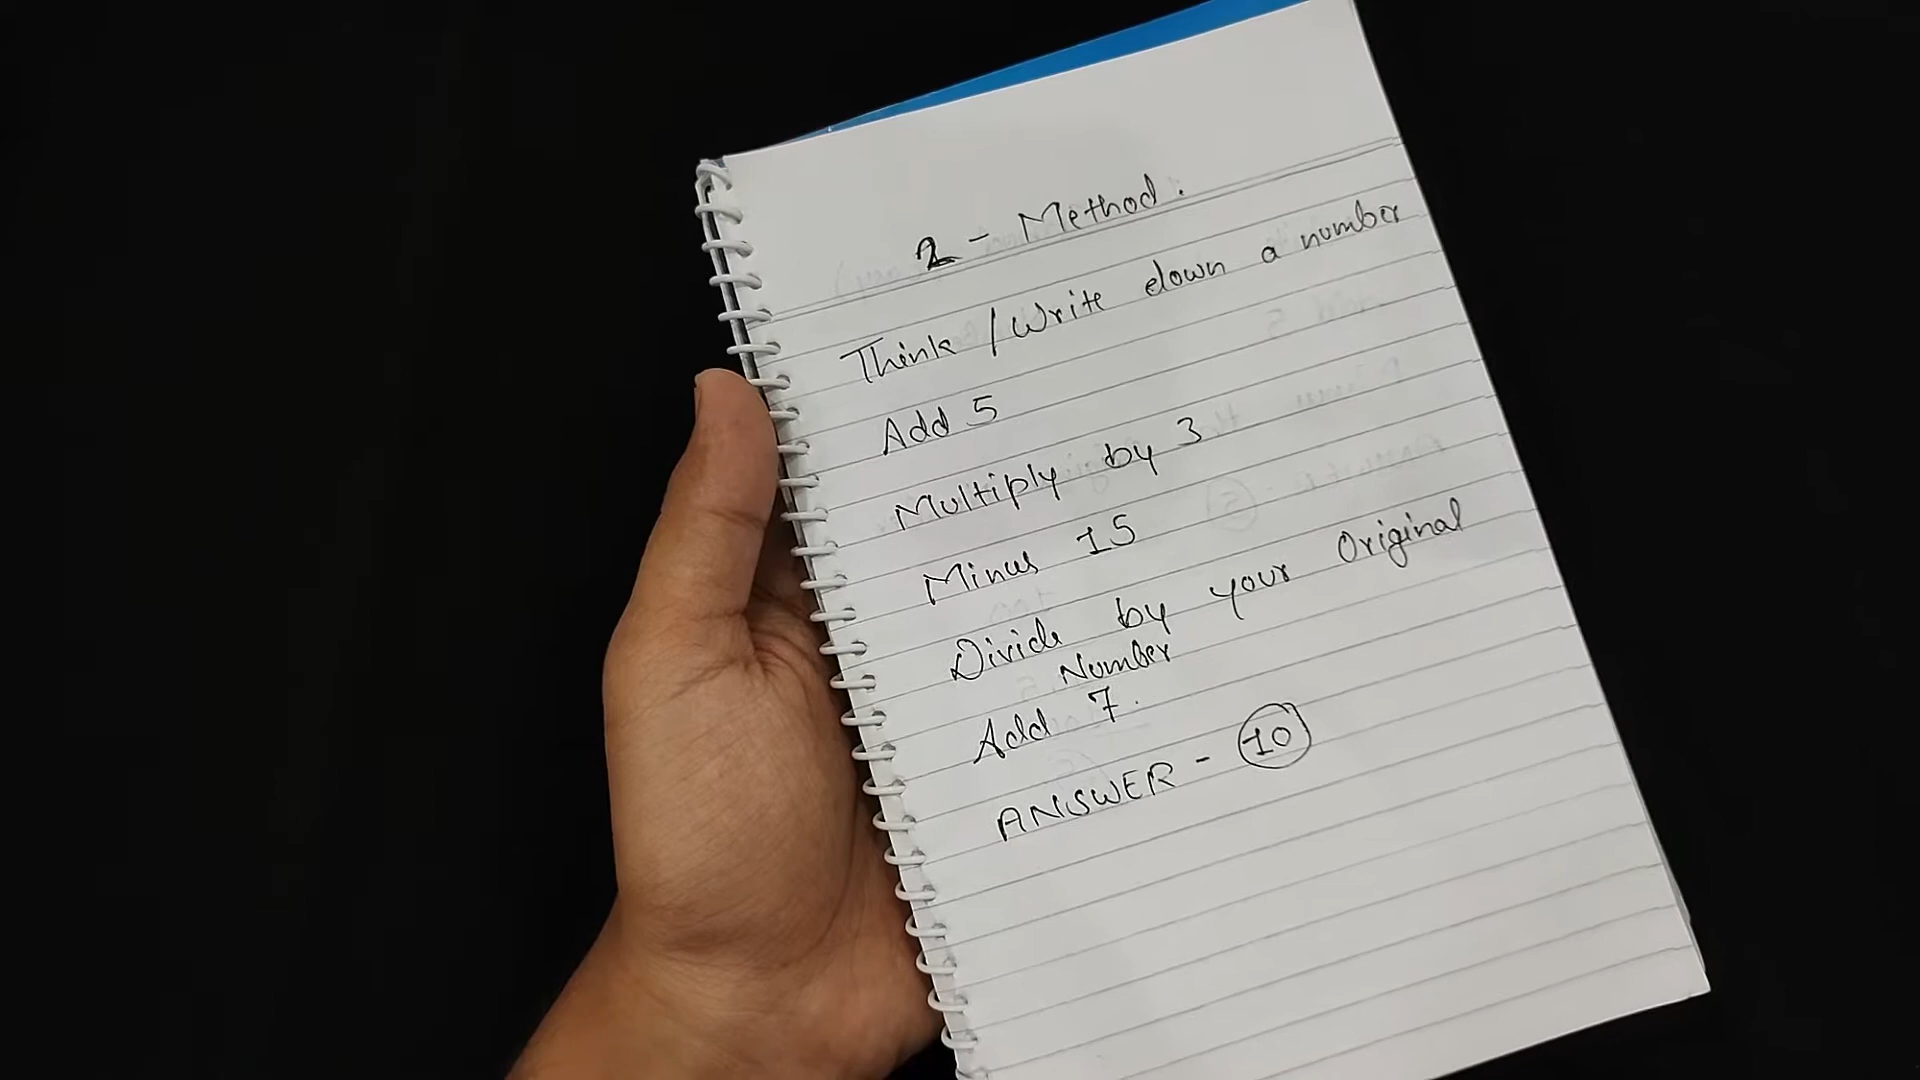 2 - Method.
Think / Write down a number
Add 5
Multiply by 3
Minus 15
Divide by your Original
Number
Add 7.
ANSWER - 10